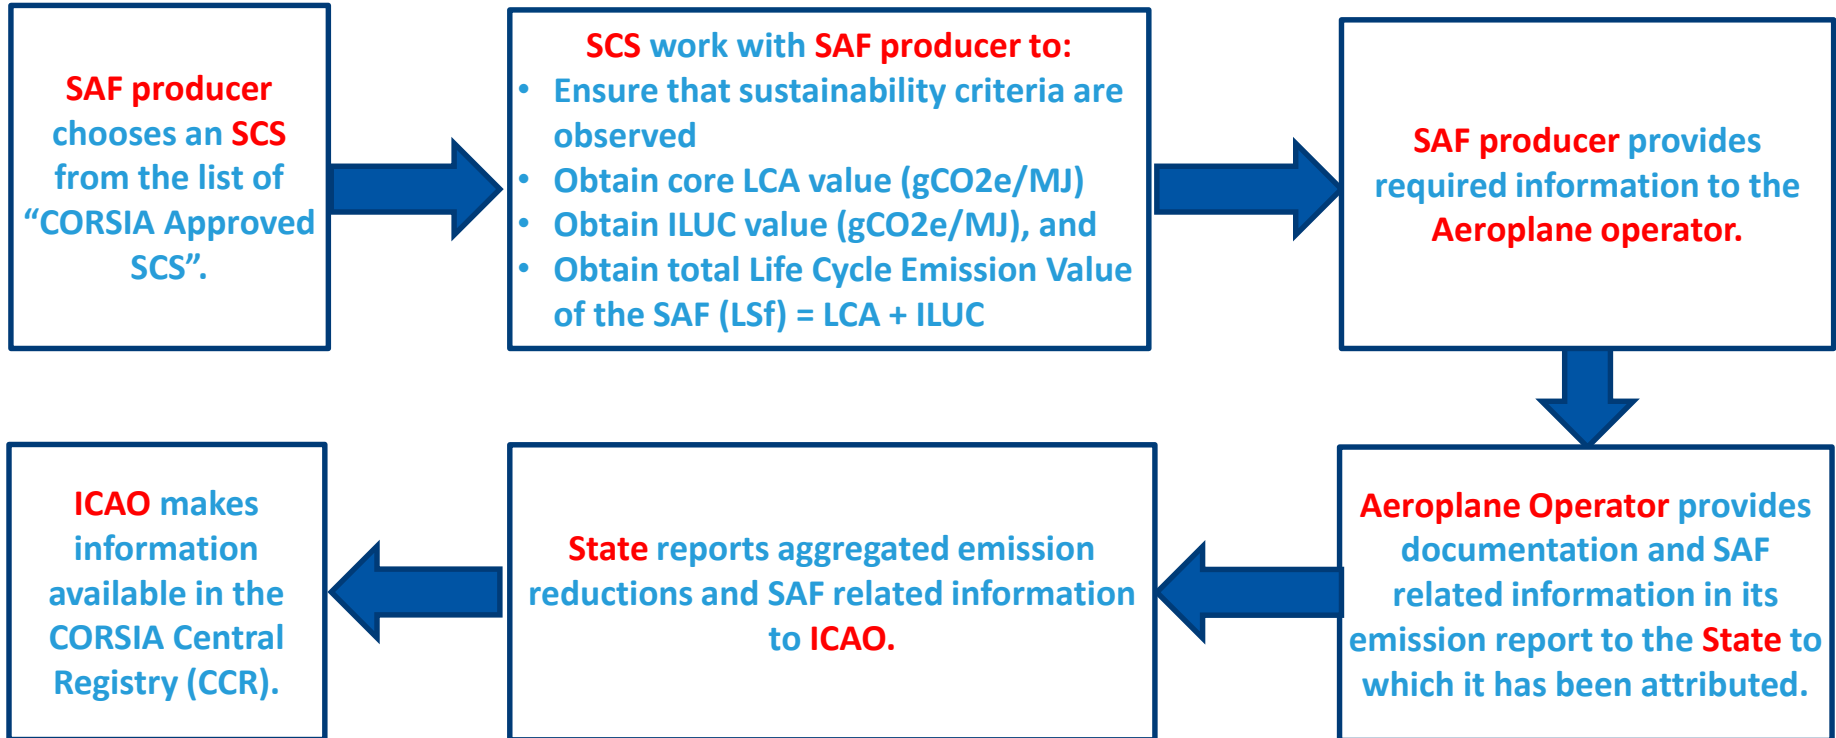 SAF producer
chooses an SCS
from the list of
“CORSIA Approved
SCS”.
SCS work with SAF producer to:
• Ensure that sustainability criteria are
observed
• Obtain core LCA value (gCO2e/MJ)
• Obtain ILUC value (gCO2e/MJ), and
• Obtain total Life Cycle Emission Value
of the SAF (LSf) = LCA + ILUC
SAF producer provides
required information to the
Aeroplane operator.
Aeroplane Operator provides
documentation and SAF
related information in its
emission report to the State to
which it has been attributed.
State reports aggregated emission
reductions and SAF related information
to ICAO.
ICAO makes
information
available in the
CORSIA Central
Registry (CCR).